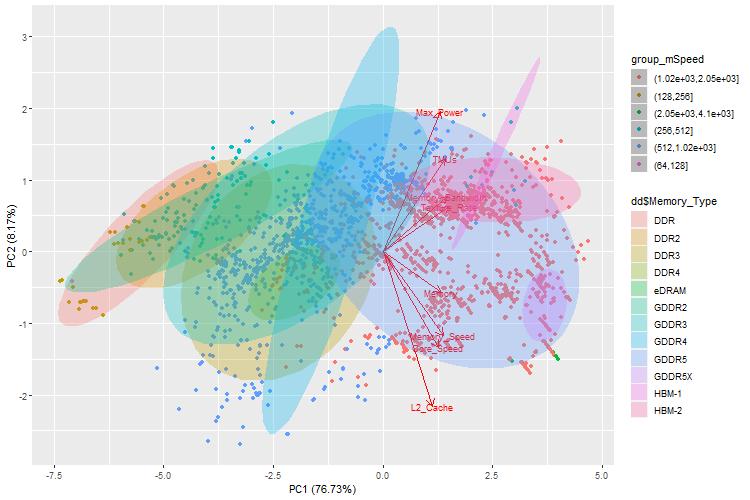 3
2
1
0
-1
-2
PC2 (8.17%)
-7.5
-5.0
-2.5
0.0
2.5
5.0
PC1 (76.73%)
Max_Power
TMUs
Memory_Bandwidth
Texture_Rate
Memory
Memory_Speed
Core_Speed
L2_Cache
group_mSpeed
(1.02e+03,2.05e+03]
(128,256]
(2.05e+03,4.1e+03]
(256,512]
(512,1.02e+03]
(64,128]
dd$Memory_Type
DDR
DDR2
DDR3
DDR4
eDRAM
GDDR2
GDDR3
GDDR4
GDDR5
GDDR5X
HBM-1
HBM-2